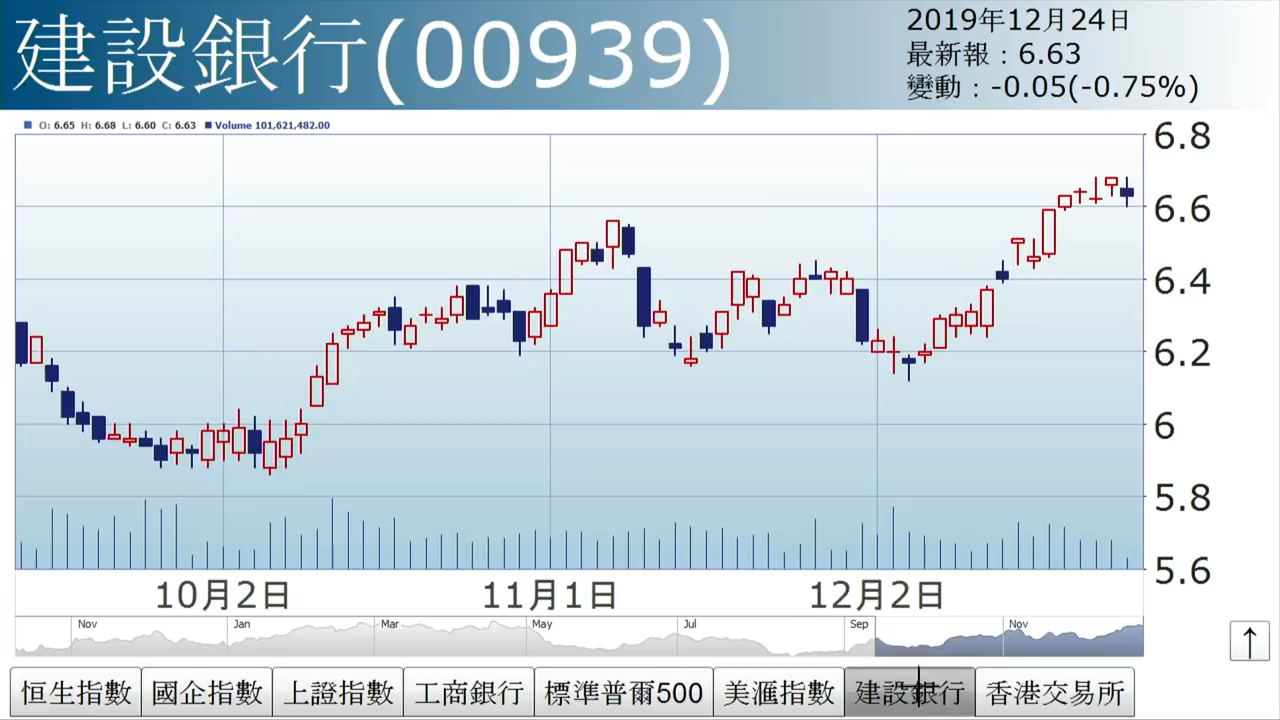 建設銀行(00939)
2019年12月24日
最新報：6.63
變動：-0.05(-0.75%)
O: 6.65 H: 6.68 L: 6.60 C: 6.63 Volume 101,621,482.00
6.8
6.6
6.4
6.2
6
5.8
5.6
10月2日 11月1日 12月2日
Nov Jan Mar May Jul Sep Nov
↑
恒生指數 國企指數 上證指數 工商銀行 標準普爾500 美滙指數 建設銀行 香港交易所